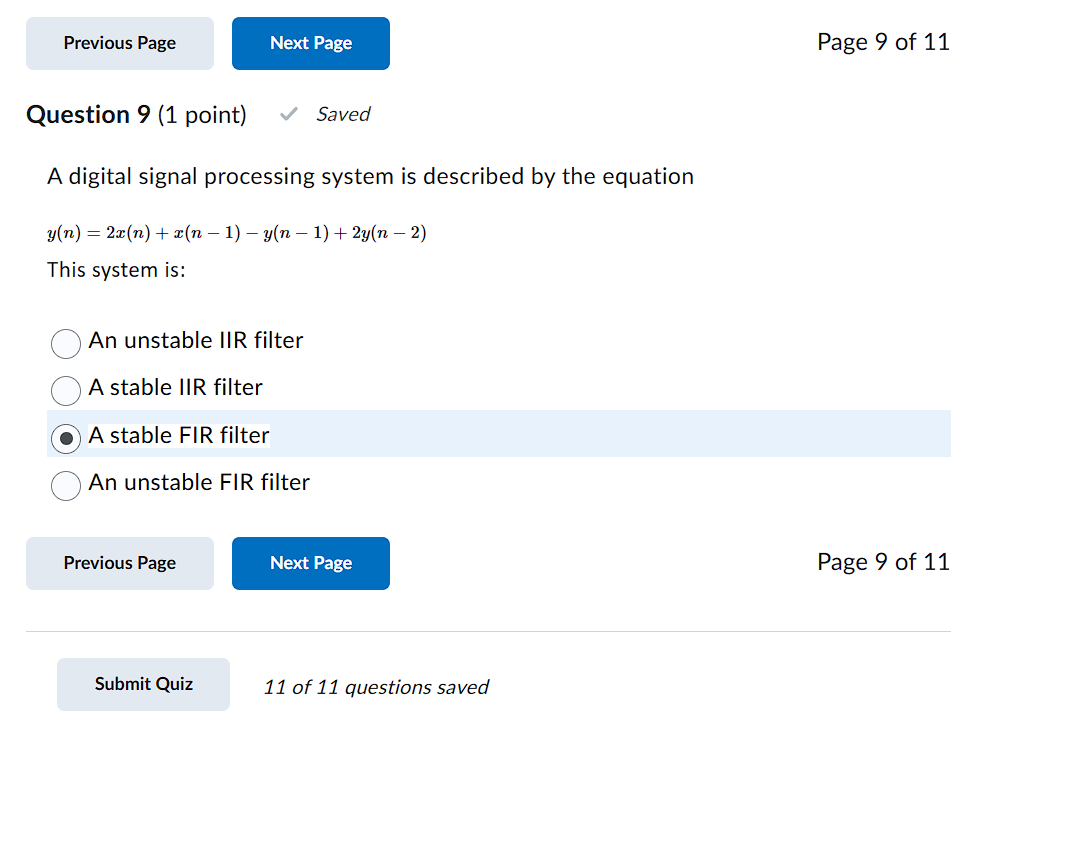 Previous Page Next Page Page 9 of 11
Question 9 (1 point) Saved
A digital signal processing system is described by the equation
y(n) = 2x(n) + x(n − 1) − y(n − 1) + 2y(n − 2)
This system is:
An unstable IIR filter
A stable IIR filter
A stable FIR filter
An unstable FIR filter
Previous Page Next Page Page 9 of 11
Submit Quiz 11 of 11 questions saved